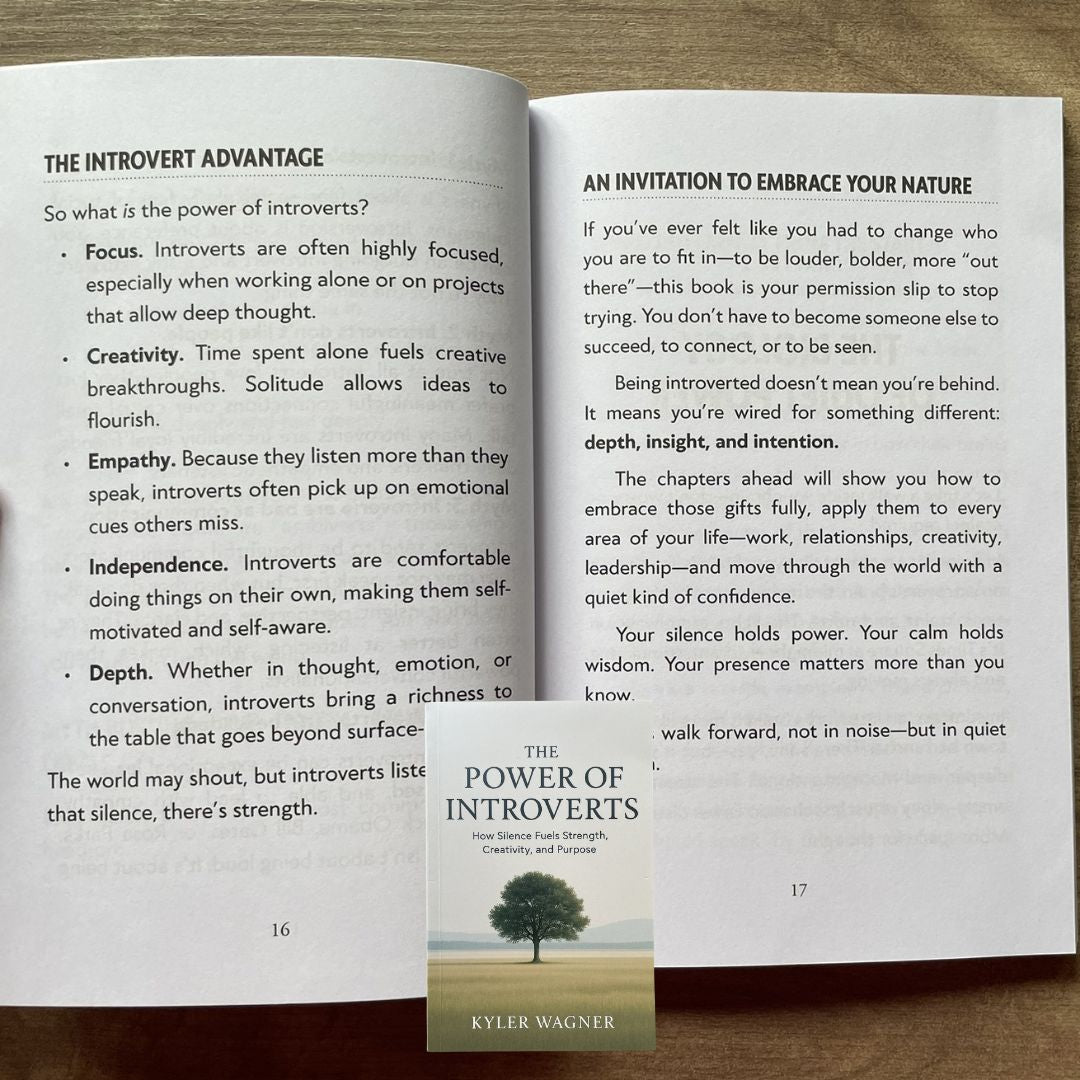 THE INTROVERT ADVANTAGE
So what is the power of introverts?
• Focus. Introverts are often highly focused,
especially when working alone or on projects
that allow deep thought.
• Creativity. Time spent alone fuels creative
breakthroughs. Solitude allows ideas to
flourish.
• Empathy. Because they listen more than they
speak, introverts often pick up on emotional
cues others miss.
• Independence. Introverts are comfortable
doing things on their own, making them self-
motivated and self-aware.
• Depth. Whether in thought, emotion, or
conversation, introverts bring a richness to
the table that goes beyond surface-
The world may shout, but introverts
that silence, there's strength.
16
AN INVITATION TO EMBRACE YOUR NATURE
If you've ever felt like you had to change who
you are to fit in—to be louder, bolder, more “out
there”—this book is your permission slip to stop
trying. You don't have to become someone else to
succeed, to connect, or to be seen.
Being introverted doesn't mean you're behind.
It means you're wired for something different:
depth, insight, and intention.
The chapters ahead will show you how to
embrace those gifts fully, apply them to every
area of your life—work, relationships, creativity,
leadership—and move through the world with a
quiet kind of confidence.
Your silence holds power. Your calm holds
wisdom. Your presence matters more than you
know.
walk forward, not in noise—but in quiet
17
THE
POWER OF
INTROVERTS
How Silence Fuels Strength,
Creativity, and Purpose
KYLER WAGNER